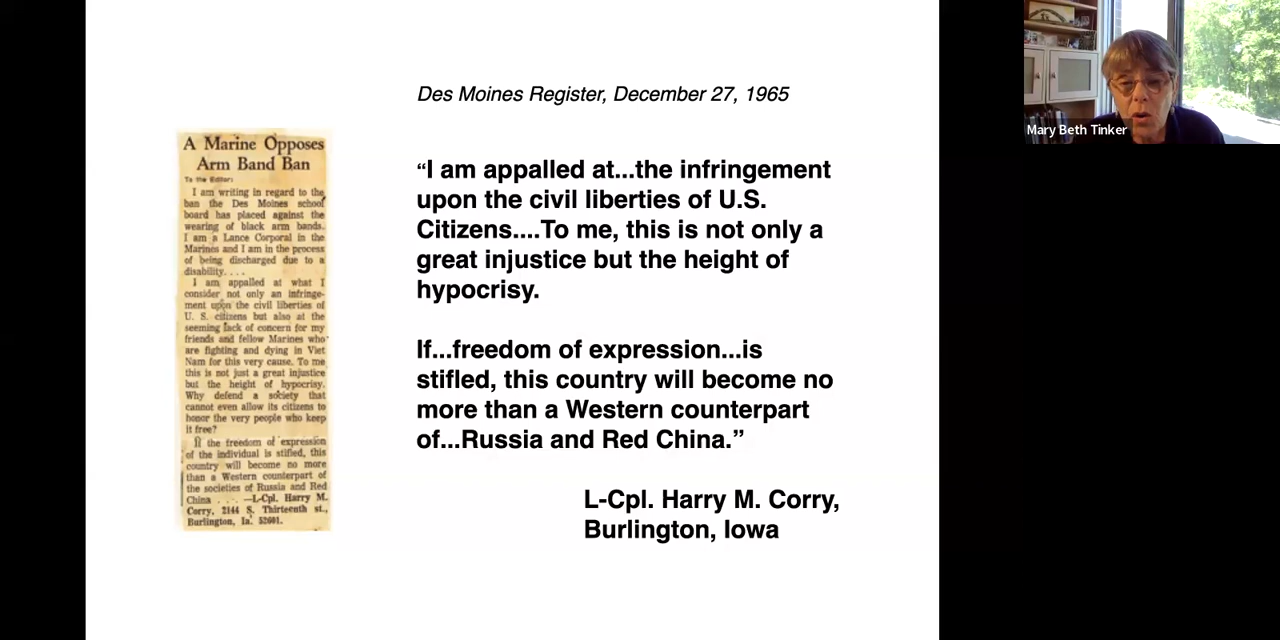 Des Moines Register, December 27, 1965
A Marine Opposes
Arm Band Ban
To the Editor:
I am writing in regard to the
ban the Des Moines school
board has placed against the
wearing of black arm bands.
I am a Lance Corporal in the
Marines and I am in the process
of being discharged due to a
disability. . . .
I am appalled at what I
consider not only an infringe-
ment upon the civil liberties of
U. S. citizens but also at the
seeming lack of concern for my
friends and fellow Marines who
are fighting and dying in Viet
Nam for this very cause. To me
this is not just a great injustice
but the height of hypocrisy.
Why defend a society that
cannot even allow its citizens to
honor the very people who keep
it free?
If the freedom of expression
of the individual is stifled, this
country will become no more
than a Western counterpart of
the societies of Russia and Red
China . . . . —L-Cpl. Harry M.
Corry, 2144 S. Thirteenth st.,
Burlington, Ia. 52601.
“I am appalled at...the infringement
upon the civil liberties of U.S.
Citizens....To me, this is not only a
great injustice but the height of
hypocrisy.
If...freedom of expression...is
stifled, this country will become no
more than a Western counterpart
of...Russia and Red China.”
L-Cpl. Harry M. Corry,
Burlington, Iowa
Mary Beth Tinker